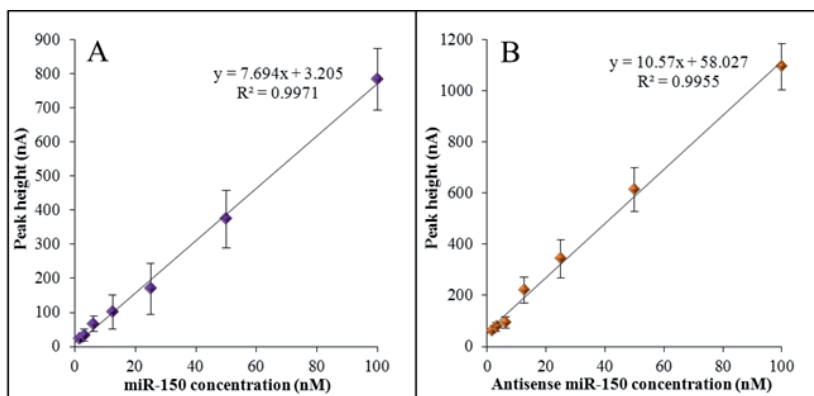 A
y = 7.694x + 3.205
R² = 0.9971
Peak height (nA)
900
800
700
600
500
400
300
200
100
0
0 20 40 60 80 100
miR-150 concentration (nM)
B
y = 10.57x + 58.027
R² = 0.9955
Peak height (nA)
1200
1000
800
600
400
200
0
0 20 40 60 80 100
Antisense miR-150 concentration (nM)